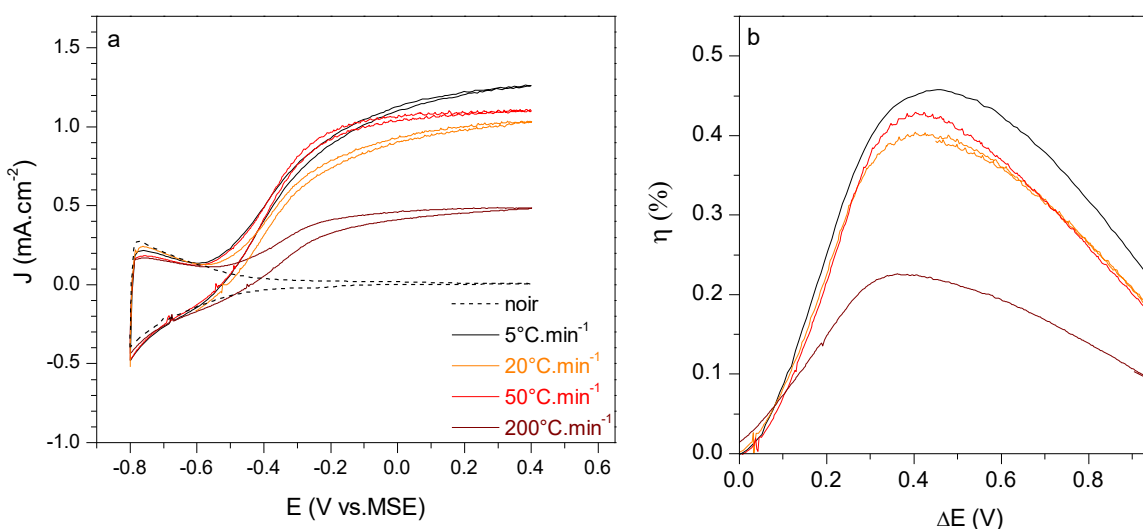 a
1.5
1.0
0.5
0.0
-0.5
-1.0
J (mA.cm-2)
-0.8 -0.6 -0.4 -0.2 0.0 0.2 0.4 0.6
E (V vs.MSE)
noir
5°C.min-1
20°C.min-1
50°C.min-1
200°C.min-1
b
0.5
0.4
0.3
0.2
0.1
0.0
η (%)
0.0 0.2 0.4 0.6 0.8
ΔE (V)